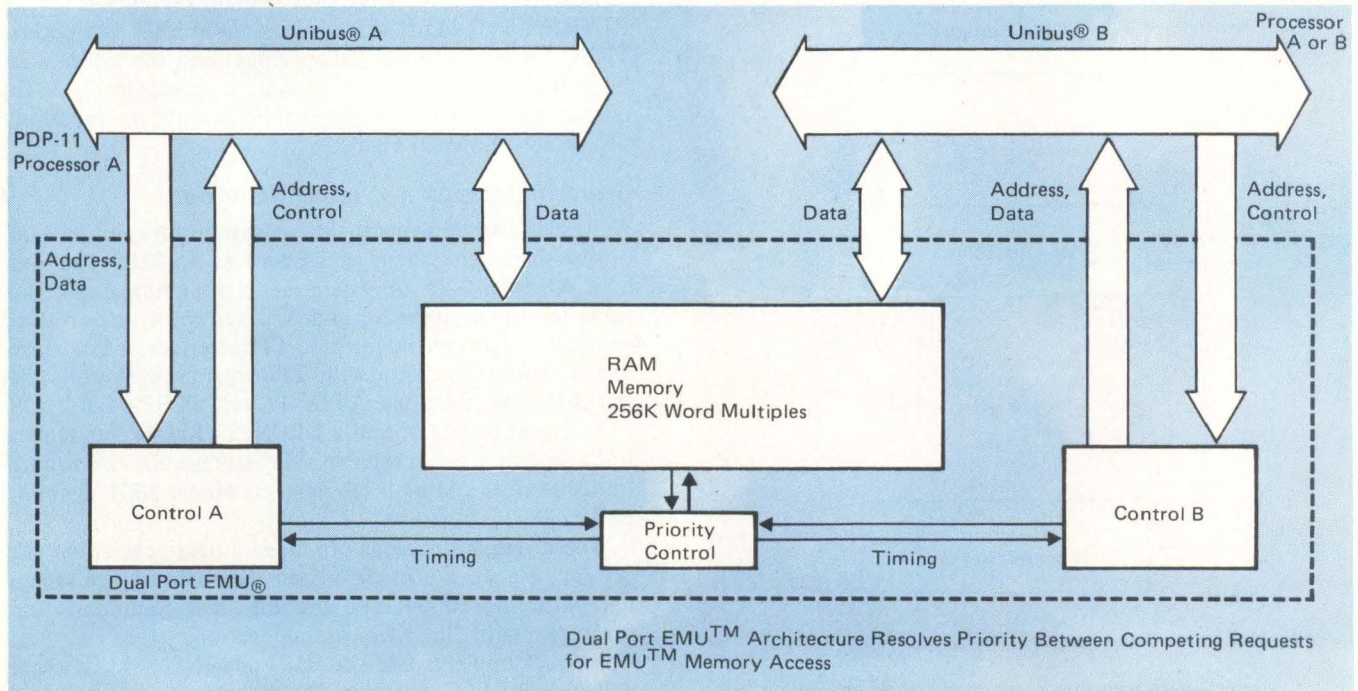 Unibus® A
Unibus® B
Processor
A or B
PDP-11
Processor A
Address,
Control
Data
Data
Address,
Data
Address,
Control
Address,
Data
RAM
Memory
256K Word Multiples
Control A
Priority
Control
Control B
Timing
Timing
Dual Port EMU®
Dual Port EMU™ Architecture Resolves Priority Between Competing Requests
for EMU™ Memory Access